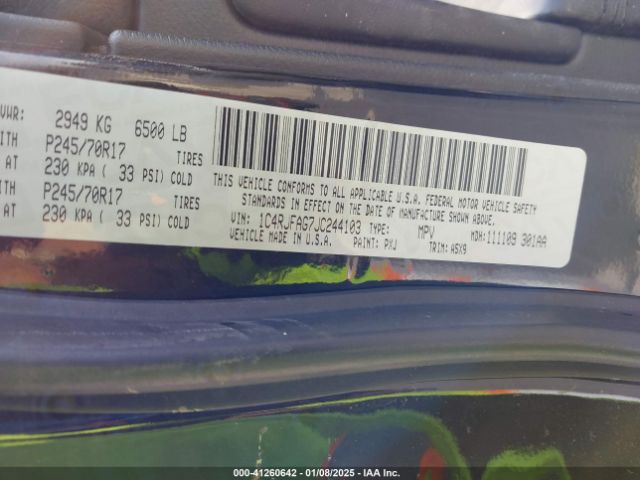 VWR: 2949 KG 6500 LB
ITH P245/70R17 TIRES
AT 230 KPA ( 33 PSI) COLD
ITH P245/70R17 TIRES
AT 230 KPA ( 33 PSI) COLD
THIS VEHICLE CONFORMS TO ALL APPLICABLE U.S.A. FEDERAL MOTOR VEHICLE SAFETY
STANDARDS IN EFFECT ON THE DATE OF MANUFACTURE SHOWN ABOVE.
VIN: 1C4RJFAG7JC244103 TYPE: MPV MDH: 111109 301AA
VEHICLE MADE IN U.S.A. PAINT: PXJ TRIM: A5X9
000-41260642 - 01/08/2025 - IAA Inc.